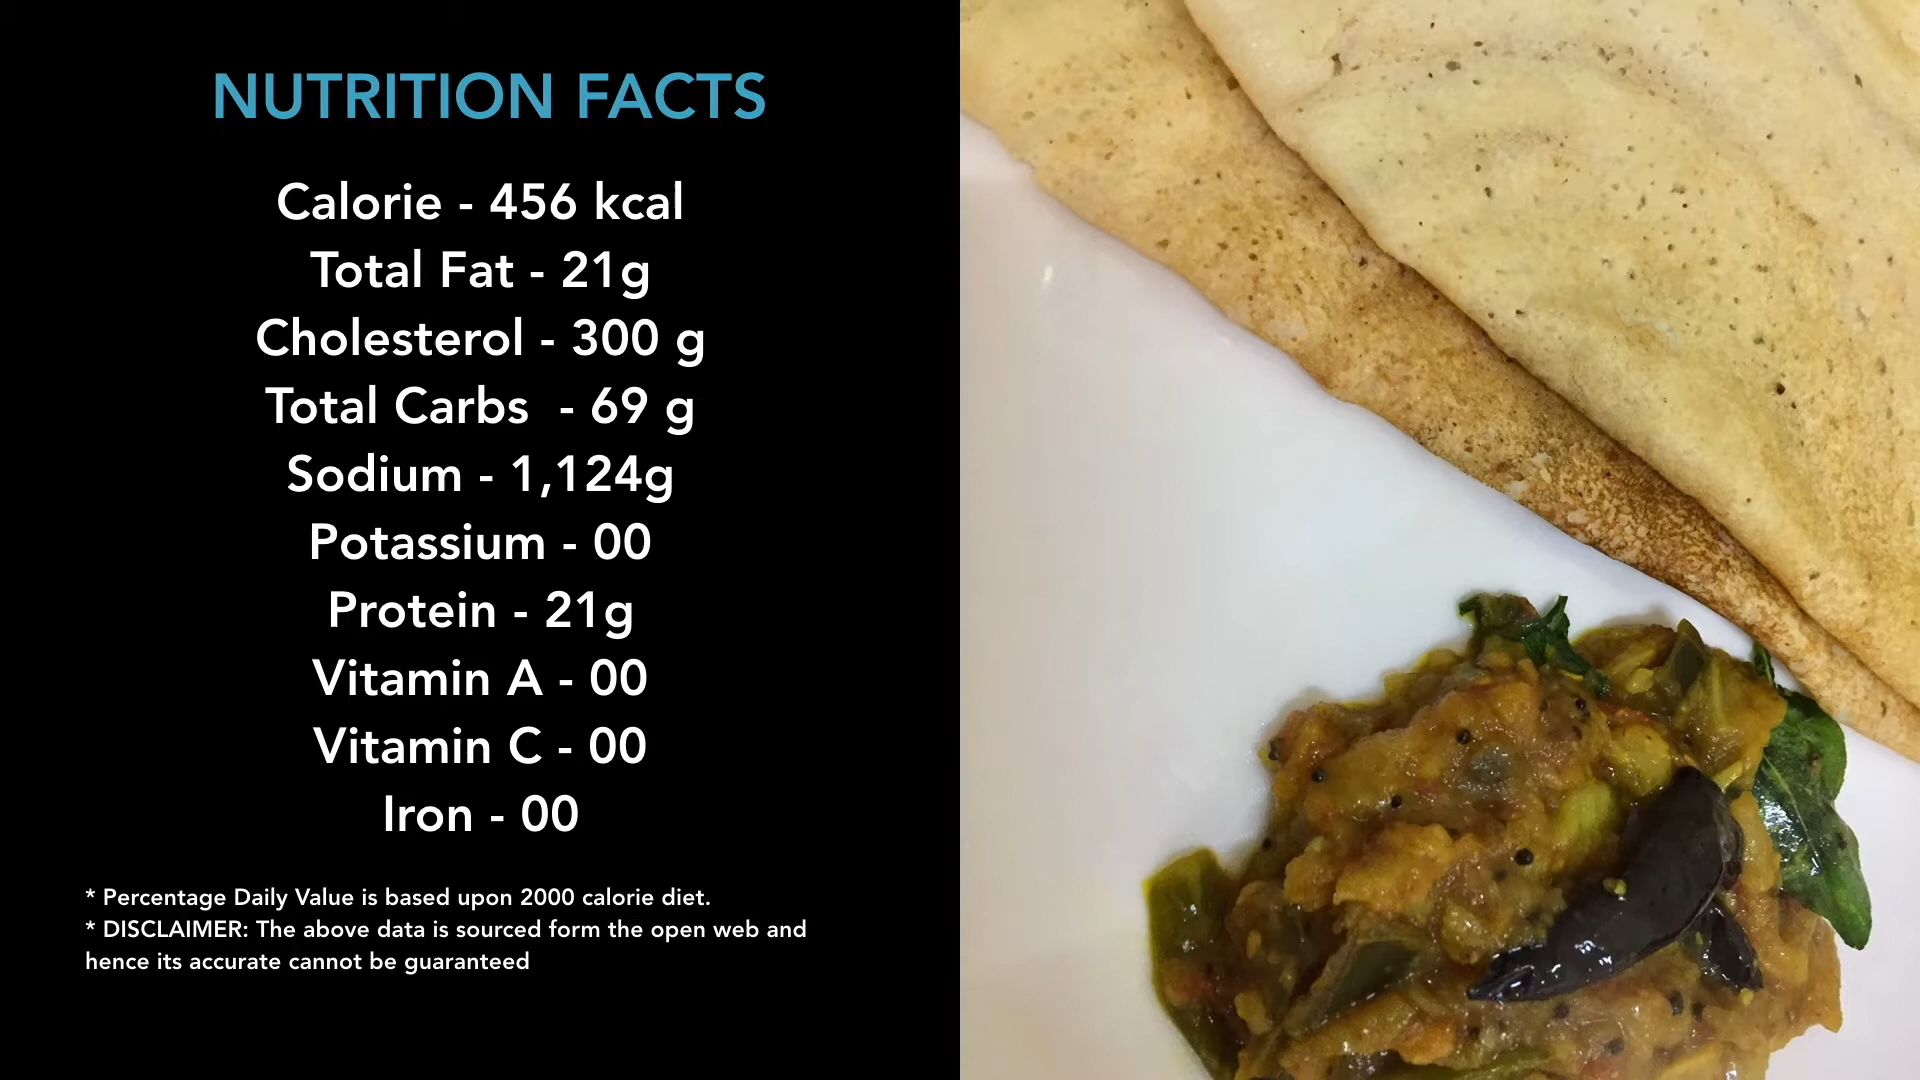 NUTRITION FACTS
Calorie - 456 kcal
Total Fat - 21g
Cholesterol - 300 g
Total Carbs  - 69 g
Sodium - 1,124g
Potassium - 00
Protein - 21g
Vitamin A - 00
Vitamin C - 00
Iron - 00
* Percentage Daily Value is based upon 2000 calorie diet.
* DISCLAIMER: The above data is sourced form the open web and
hence its accurate cannot be guaranteed